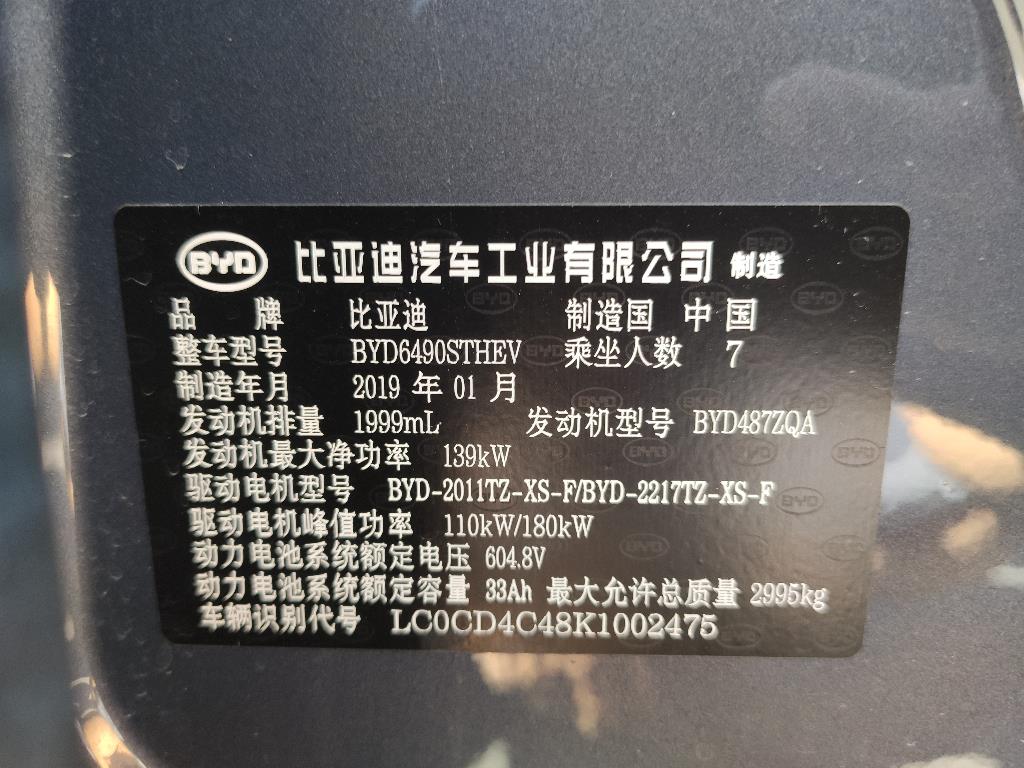 BYD 比亚迪汽车工业有限公司 制造
品牌 比亚迪 制造国 中国
整车型号 BYD6490STHEV 乘坐人数 7
制造年月 2019 年 01 月
发动机排量 1999mL 发动机型号 BYD487ZQA
发动机最大净功率 139kW
驱动电机型号 BYD-2011TZ-XS-F/BYD-2217TZ-XS-F
驱动电机峰值功率 110kW/180kW
动力电池系统额定电压 604.8V
动力电池系统额定容量 33Ah 最大允许总质量 2995kg
车辆识别代号 LC0CD4C48K1002475